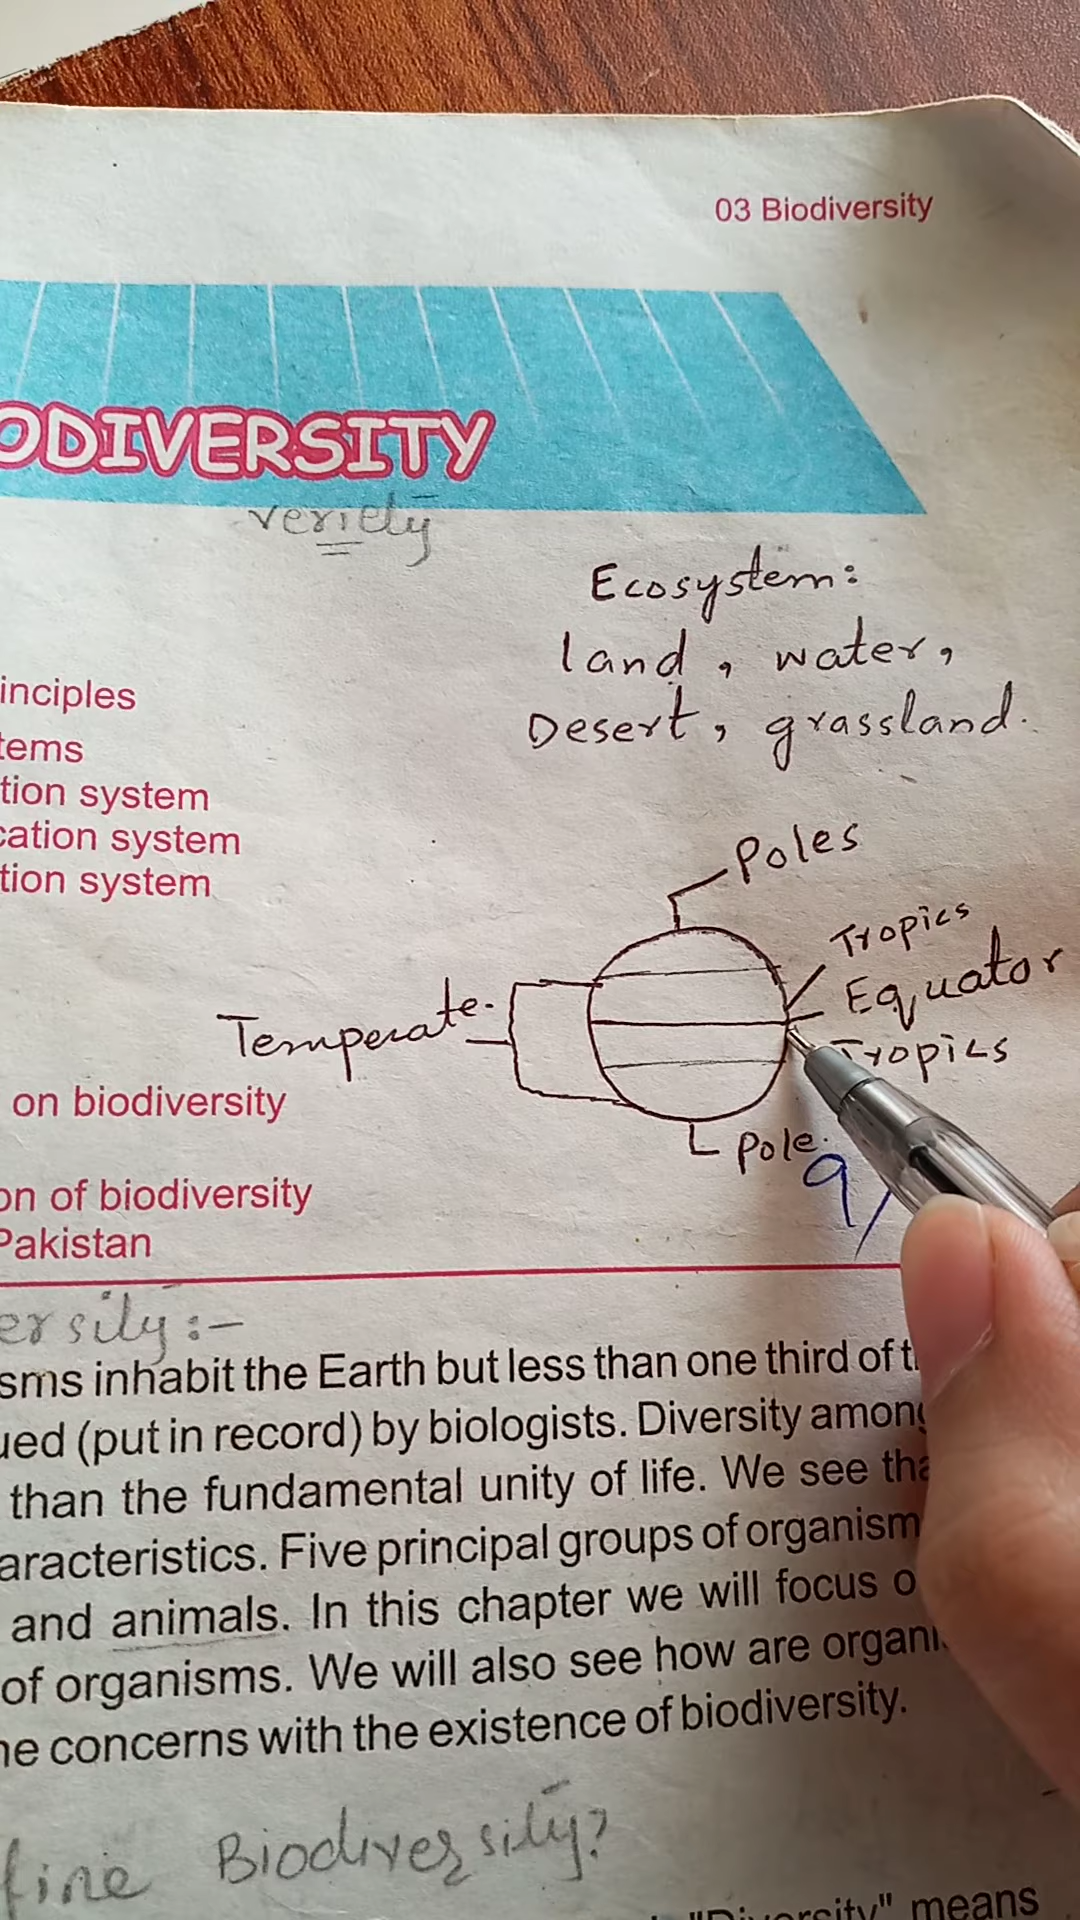 03 Biodiversity
ODIVERSITY
veriety
Ecosystem:
land, water,
Desert, grassland.
inciples
tems
tion system
cation system
tion system
Poles
Tropics
Equator
Temperate.
Tropics
Pole.
on biodiversity
on of biodiversity
Pakistan
ersity:-
sms inhabit the Earth but less than one third of t
ued (put in record) by biologists. Diversity among
than the fundamental unity of life. We see tha
aracteristics. Five principal groups of organism
and animals. In this chapter we will focus o
of organisms. We will also see how are organi
he concerns with the existence of biodiversity.
fine Biodiversity?
"Diversity" means